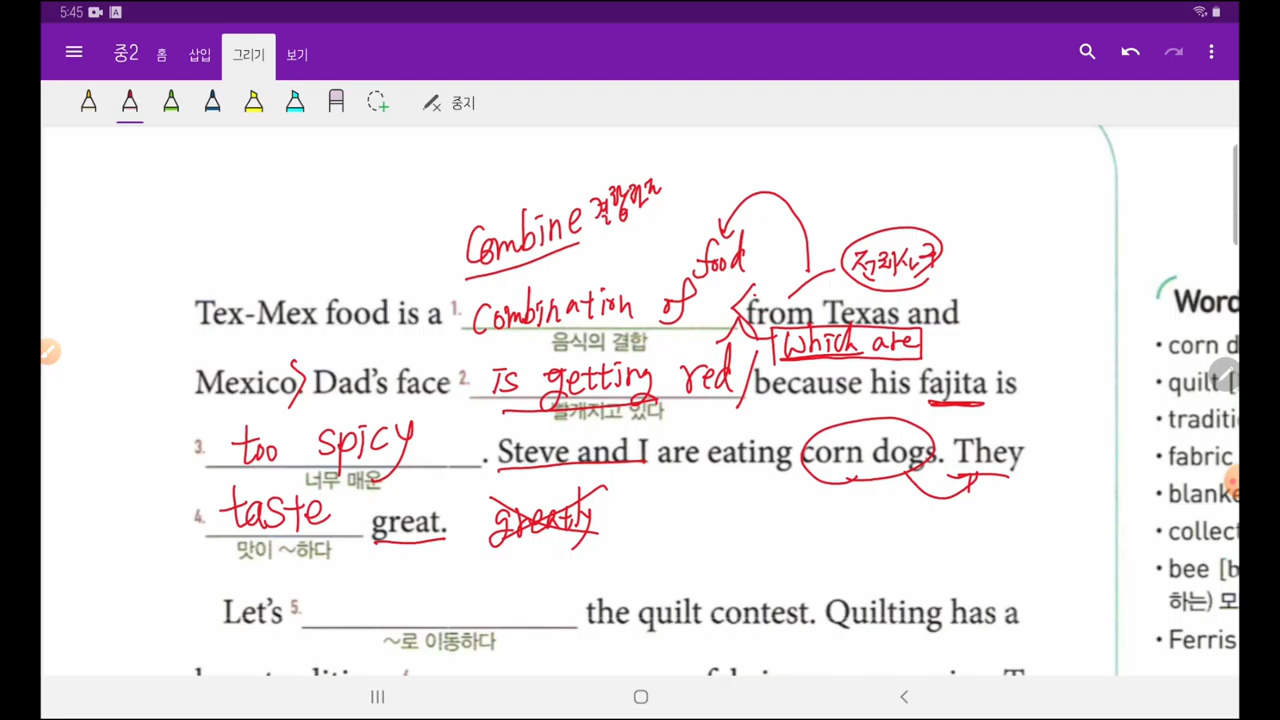 5:45
중2 홈 삽입 그리기 보기
중지
Combine 결합하다
food 전치사구
Tex-Mex food is a 1. Combination of from Texas and
음식의 결합 which are
Mexico. Dad's face 2. is getting red because his fajita is
빨개지고 있다
3. too spicy. Steve and I are eating corn dogs. They
너무 매운
4. taste great. greatly
맛이 ~하다
Let's 5. the quilt contest. Quilting has a
~로 이동하다
Word
• corn d
• quilt [
• traditio
• fabric
• blanke
• collect
• bee [b
하는) 모
• Ferris